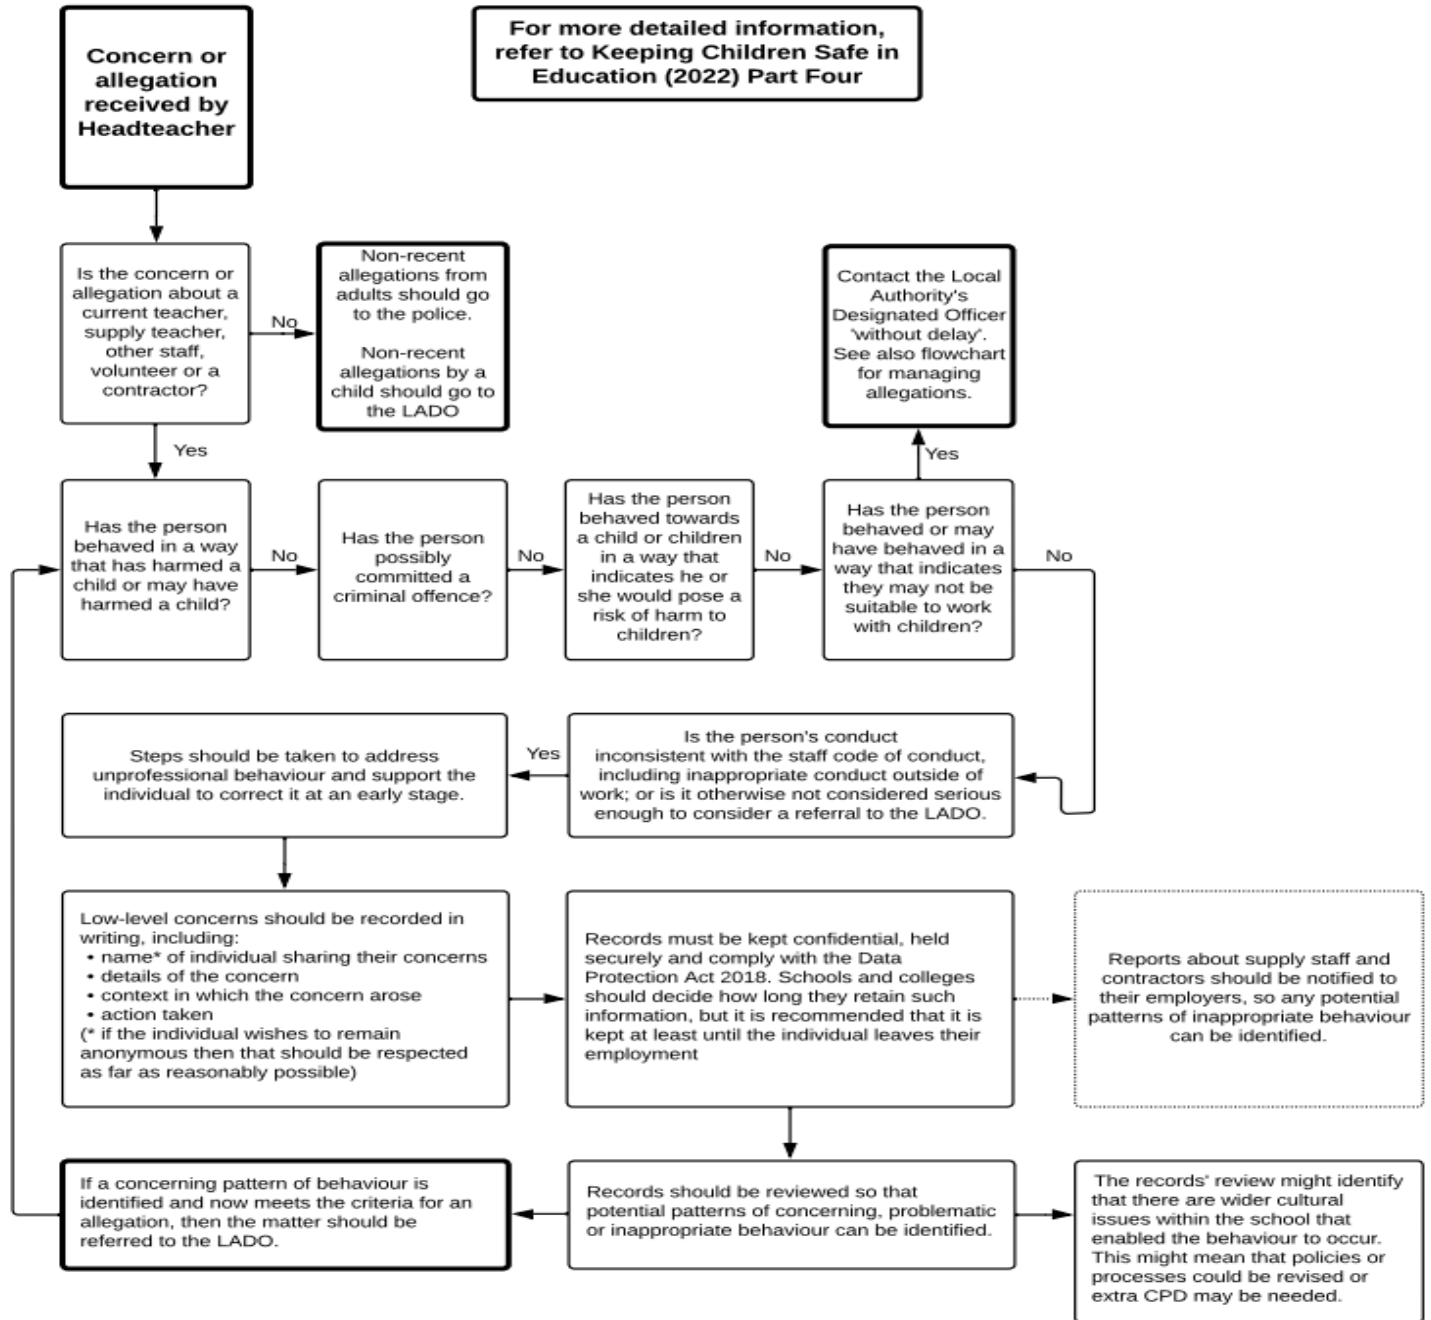 Concern or
allegation
received by
Headteacher
For more detailed information,
refer to Keeping Children Safe in
Education (2022) Part Four
Is the concern or
allegation about a
current teacher,
supply teacher,
other staff,
volunteer or a
contractor?
No
Non-recent
allegations from
adults should go
to the police.
Non-recent
allegations by a
child should go to
the LADO
Contact the Local
Authority's
Designated Officer
'without delay'.
See also flowchart
for managing
allegations.
Yes
Yes
Has the person
behaved in a way
that has harmed a
child or may have
harmed a child?
No
Has the person
possibly
committed a
criminal offence?
No
Has the person
behaved towards
a child or children
in a way that
indicates he or
she would pose a
risk of harm to
children?
No
Has the person
behaved or may
have behaved in a
way that indicates
they may not be
suitable to work
with children?
No
Is the person's conduct
inconsistent with the staff code of conduct,
including inappropriate conduct outside of
work; or is it otherwise not considered serious
enough to consider a referral to the LADO.
Yes
Steps should be taken to address
unprofessional behaviour and support the
individual to correct it at an early stage.
Low-level concerns should be recorded in
writing, including:
• name* of individual sharing their concerns
• details of the concern
• context in which the concern arose
• action taken
(* if the individual wishes to remain
anonymous then that should be respected
as far as reasonably possible)
Records must be kept confidential, held
securely and comply with the Data
Protection Act 2018. Schools and colleges
should decide how long they retain such
information, but it is recommended that it is
kept at least until the individual leaves their
employment
Reports about supply staff and
contractors should be notified to
their employers, so any potential
patterns of inappropriate behaviour
can be identified.
If a concerning pattern of behaviour is
identified and now meets the criteria for an
allegation, then the matter should be
referred to the LADO.
Records should be reviewed so that
potential patterns of concerning, problematic
or inappropriate behaviour can be identified.
The records' review might identify
that there are wider cultural
issues within the school that
enabled the behaviour to occur.
This might mean that policies or
processes could be revised or
extra CPD may be needed.